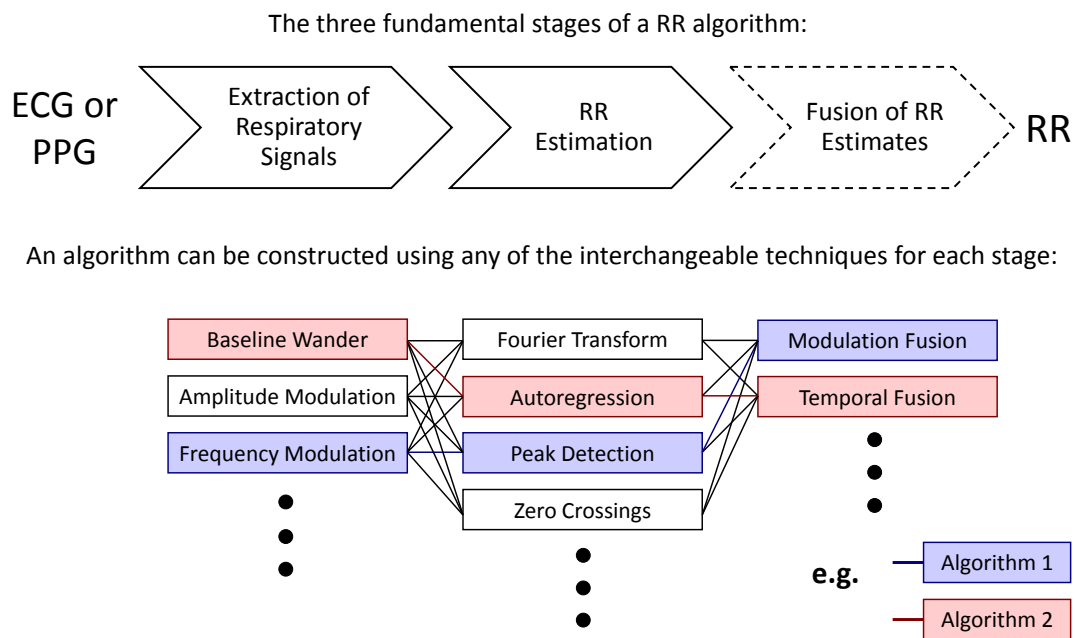 The three fundamental stages of a RR algorithm:
ECG or
PPG
Extraction of
Respiratory
Signals
RR
Estimation
Fusion of RR
Estimates
RR
An algorithm can be constructed using any of the interchangeable techniques for each stage:
Baseline Wander
Amplitude Modulation
Frequency Modulation
Fourier Transform
Autoregression
Peak Detection
Zero Crossings
Modulation Fusion
Temporal Fusion
e.g.
Algorithm 1
Algorithm 2